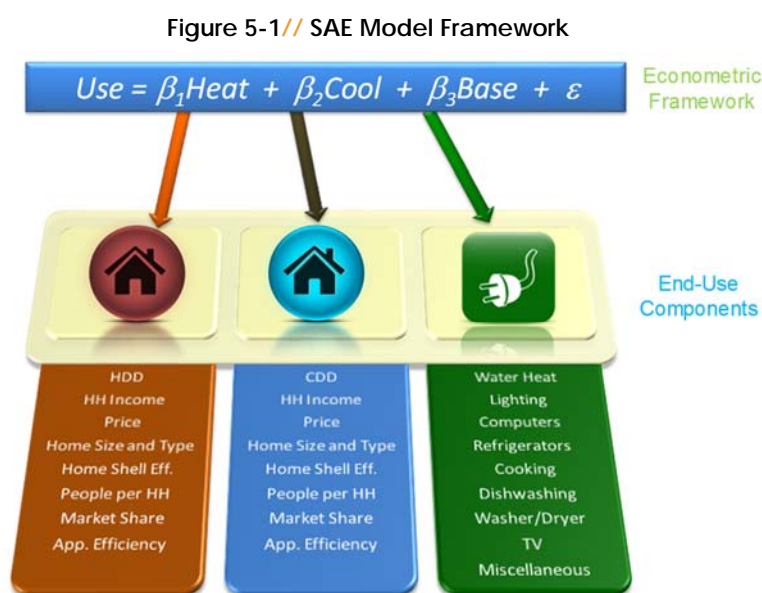 Figure 5-1// SAE Model Framework
Use = β₁Heat + β₂Cool + β₃Base + ε
Econometric
Framework
End-Use
Components
HDD
HH Income
Price
Home Size and Type
Home Shell Eff.
People per HH
Market Share
App. Efficiency
CDD
HH Income
Price
Home Size and Type
Home Shell Eff.
People per HH
Market Share
App. Efficiency
Water Heat
Lighting
Computers
Refrigerators
Cooking
Dishwashing
Washer/Dryer
TV
Miscellaneous